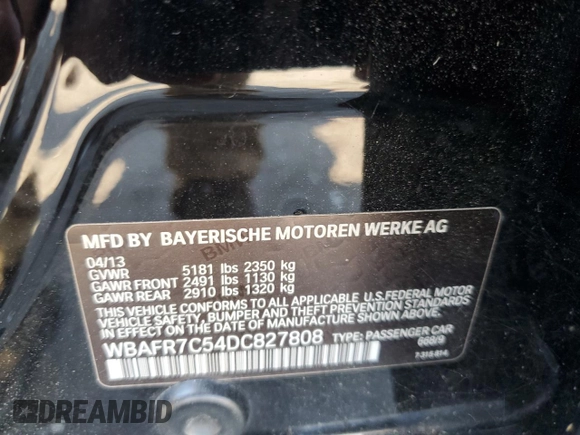 MFD BY BAYERISCHE MOTOREN WERKE AG
04/13
GVWR 5181 lbs 2350 kg
GAWR FRONT 2491 lbs 1130 kg
GAWR REAR 2910 lbs 1320 kg
THIS VEHICLE CONFORMS TO ALL APPLICABLE U.S.FEDERAL MOTOR
VEHICLE SAFETY, BUMPER AND THEFT PREVENTION STANDARDS
IN EFFECT ON THE DATE OF MANUFACTURE SHOWN ABOVE.
WBAFR7C54DC827808 TYPE: PASSENGER CAR
668/9
DREAMBID